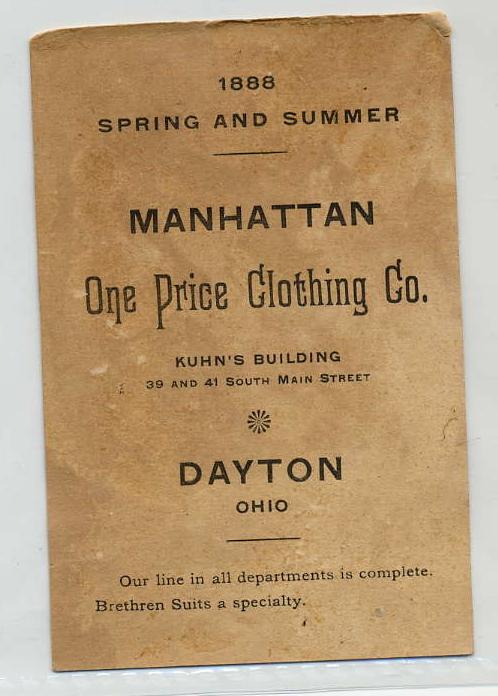 1888
SPRING AND SUMMER
MANHATTAN
One Price Clothing Co.
KUHN'S BUILDING
39 AND 41 SOUTH MAIN STREET
DAYTON
OHIO
Our line in all departments is complete.
Brethren Suits a specialty.